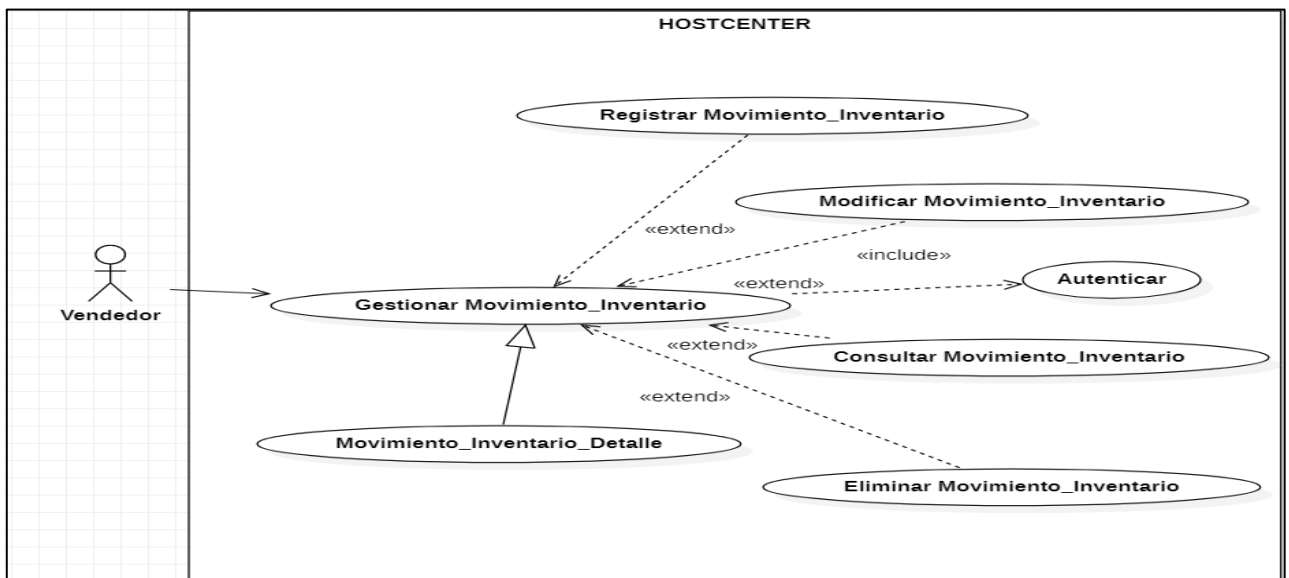 HOSTCENTER
Registrar Movimiento_Inventario
Modificar Movimiento_Inventario
«extend»
«include»
Autenticar
«extend»
Gestionar Movimiento_Inventario
Vendedor
«extend»
Consultar Movimiento_Inventario
«extend»
Movimiento_Inventario_Detalle
Eliminar Movimiento_Inventario